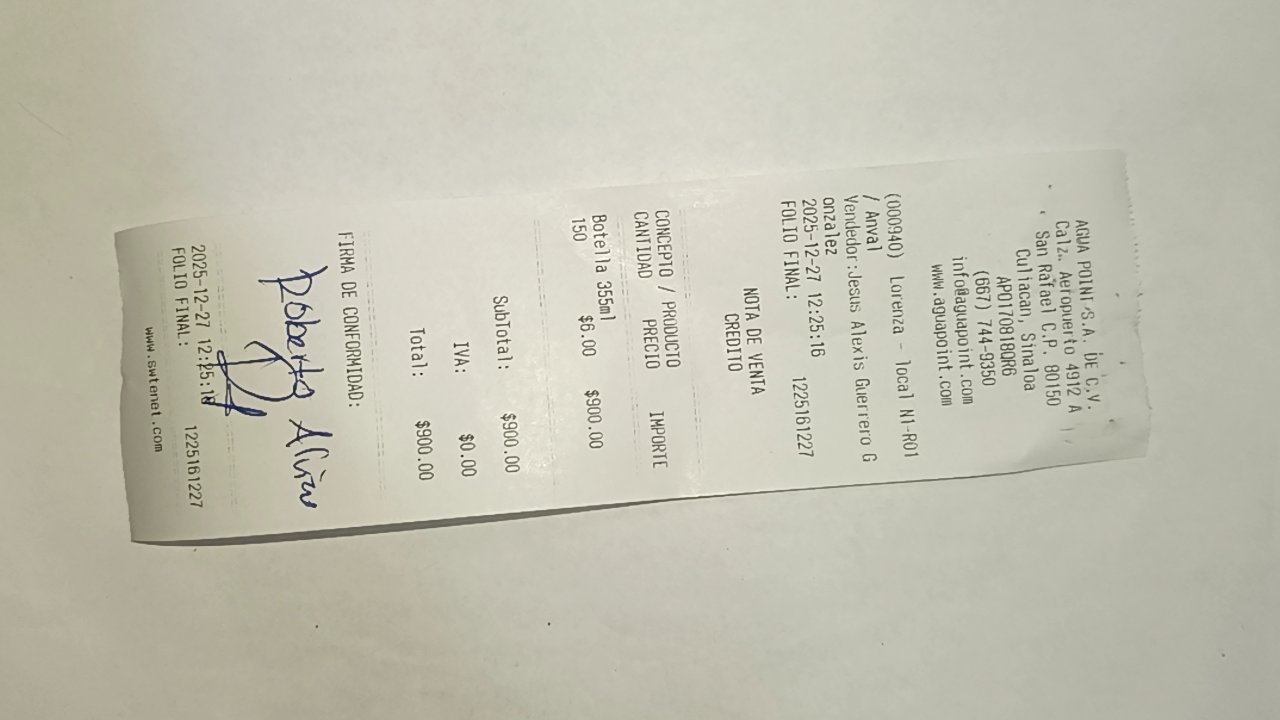 AGUA POINT S.A. DE C.V.
Calz. Aeropuerto 4912 A
San Rafael C.P. 80150
Culiacan, Sinaloa
APO170818QR6
(667) 744-9350
info@aguapoint.com
www.aguapoint.com
(000940) Lorenza - local N1-R01
/ Anval
Vendedor:Jesus Alexis Guerrero G
onzalez
2025-12-27 12:25:16
FOLIO FINAL: 1225161227
NOTA DE VENTA
CREDITO
CONCEPTO / PRODUCTO
CANTIDAD PRECIO IMPORTE
Botella 355ml
150 $6.00 $900.00
SubTotal: $900.00
IVA: $0.00
Total: $900.00
FIRMA DE CONFORMIDAD:
Roberto
2025-12-27 12:25:18
FOLIO FINAL: 1225161227
www.swtenet.com